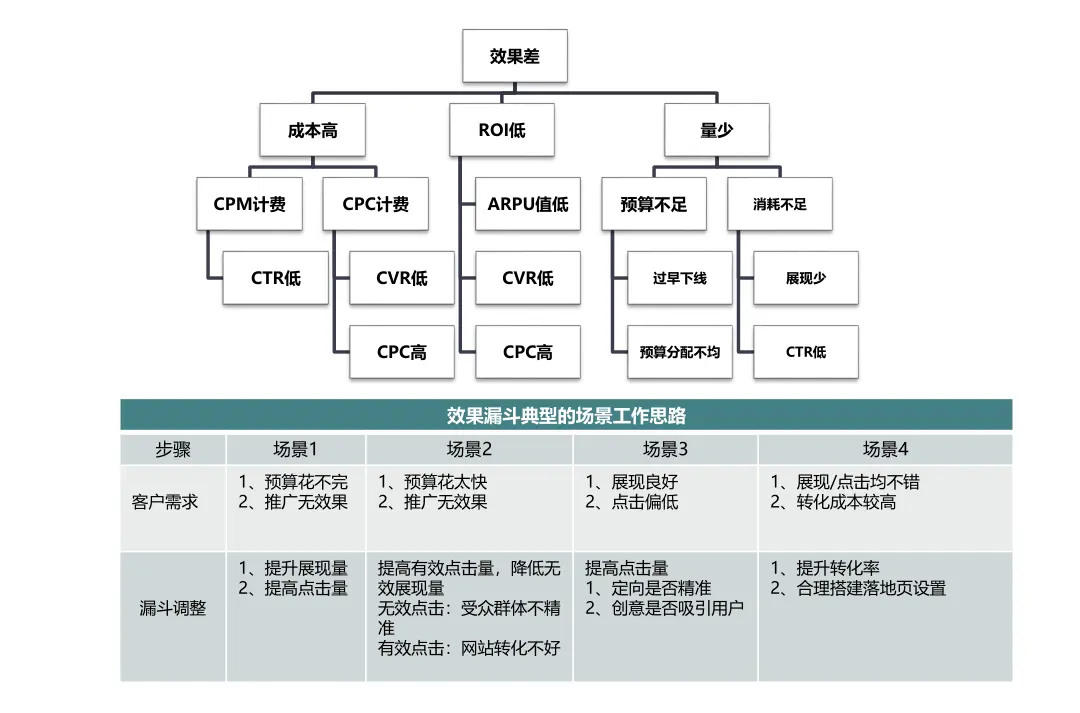 效果差
成本高
ROI低
量少
CPM计费
CPC计费
ARPU值低
预算不足
消耗不足
CTR低
CVR低
CVR低
过早下线
展现少
CPC高
CPC高
预算分配不均
CTR低
效果漏斗典型的场景工作思路
步骤
场景1
场景2
场景3
场景4
客户需求
1、预算花不完
2、推广无效果
1、预算花太快
2、推广无效果
1、展现良好
2、点击偏低
1、展现/点击均不错
2、转化成本较高
漏斗调整
1、提升展现量
2、提高点击量
提高有效点击量，降低无
效展现量
无效点击：受众群体不精
准
有效点击：网站转化不好
提高点击量
1、定向是否精准
2、创意是否吸引用户
1、提升转化率
2、合理搭建落地页设置